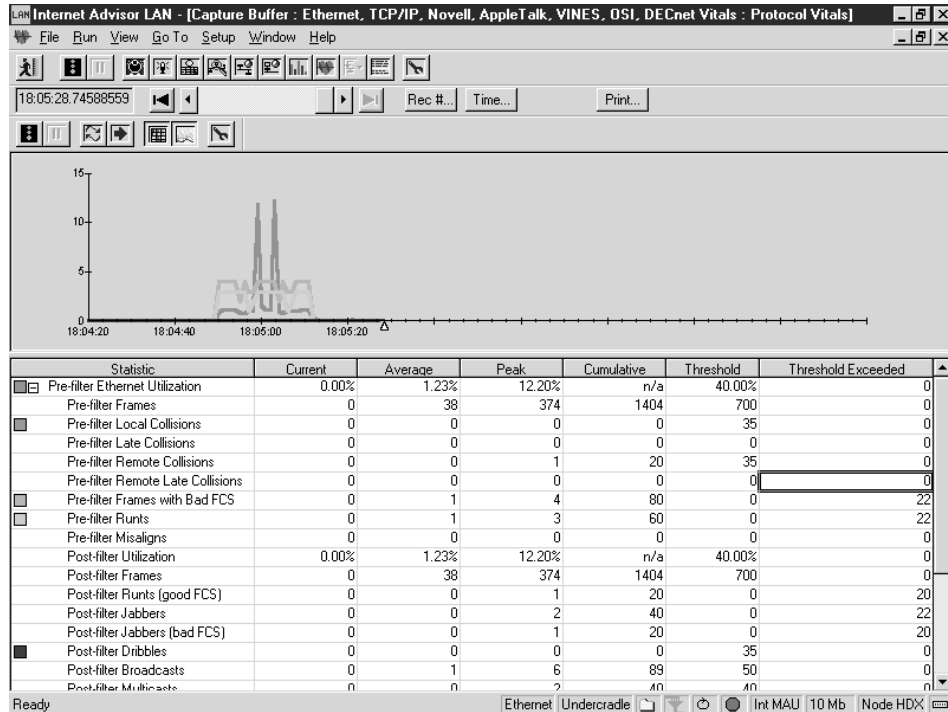 LAN Internet Advisor LAN - [Capture Buffer : Ethernet, TCP/IP, Novell, AppleTalk, VINES, OSI, DECnet Vitals : Protocol Vitals]
File Run View Go To Setup Window Help
18:05:28.74588559 Rec #... Time... Print...
15
10
5
0
18:04:20 18:04:40 18:05:00 18:05:20
Statistic Current Average Peak Cumulative Threshold Threshold Exceeded
Pre-filter Ethernet Utilization 0.00% 1.23% 12.20% n/a 40.00% 0
Pre-filter Frames 0 38 374 1404 700 0
Pre-filter Local Collisions 0 0 0 0 35 0
Pre-filter Late Collisions 0 0 0 0 0 0
Pre-filter Remote Collisions 0 0 1 20 35 0
Pre-filter Remote Late Collisions 0 0 0 0 0 0
Pre-filter Frames with Bad FCS 0 1 4 80 0 22
Pre-filter Runts 0 1 3 60 0 22
Pre-filter Misaligns 0 0 0 0 0 0
Post-filter Utilization 0.00% 1.23% 12.20% n/a 40.00% 0
Post-filter Frames 0 38 374 1404 700 0
Post-filter Runts (good FCS) 0 0 1 20 0 20
Post-filter Jabbers 0 0 2 40 0 22
Post-filter Jabbers (bad FCS) 0 0 1 20 0 20
Post-filter Dribbles 0 0 0 0 35 0
Post-filter Broadcasts 0 1 6 89 50 0
Post-filter Multicasts 0 0 2 40 40 0
Ready Ethernet Undercradle Int MAU 10 Mb Node HDX